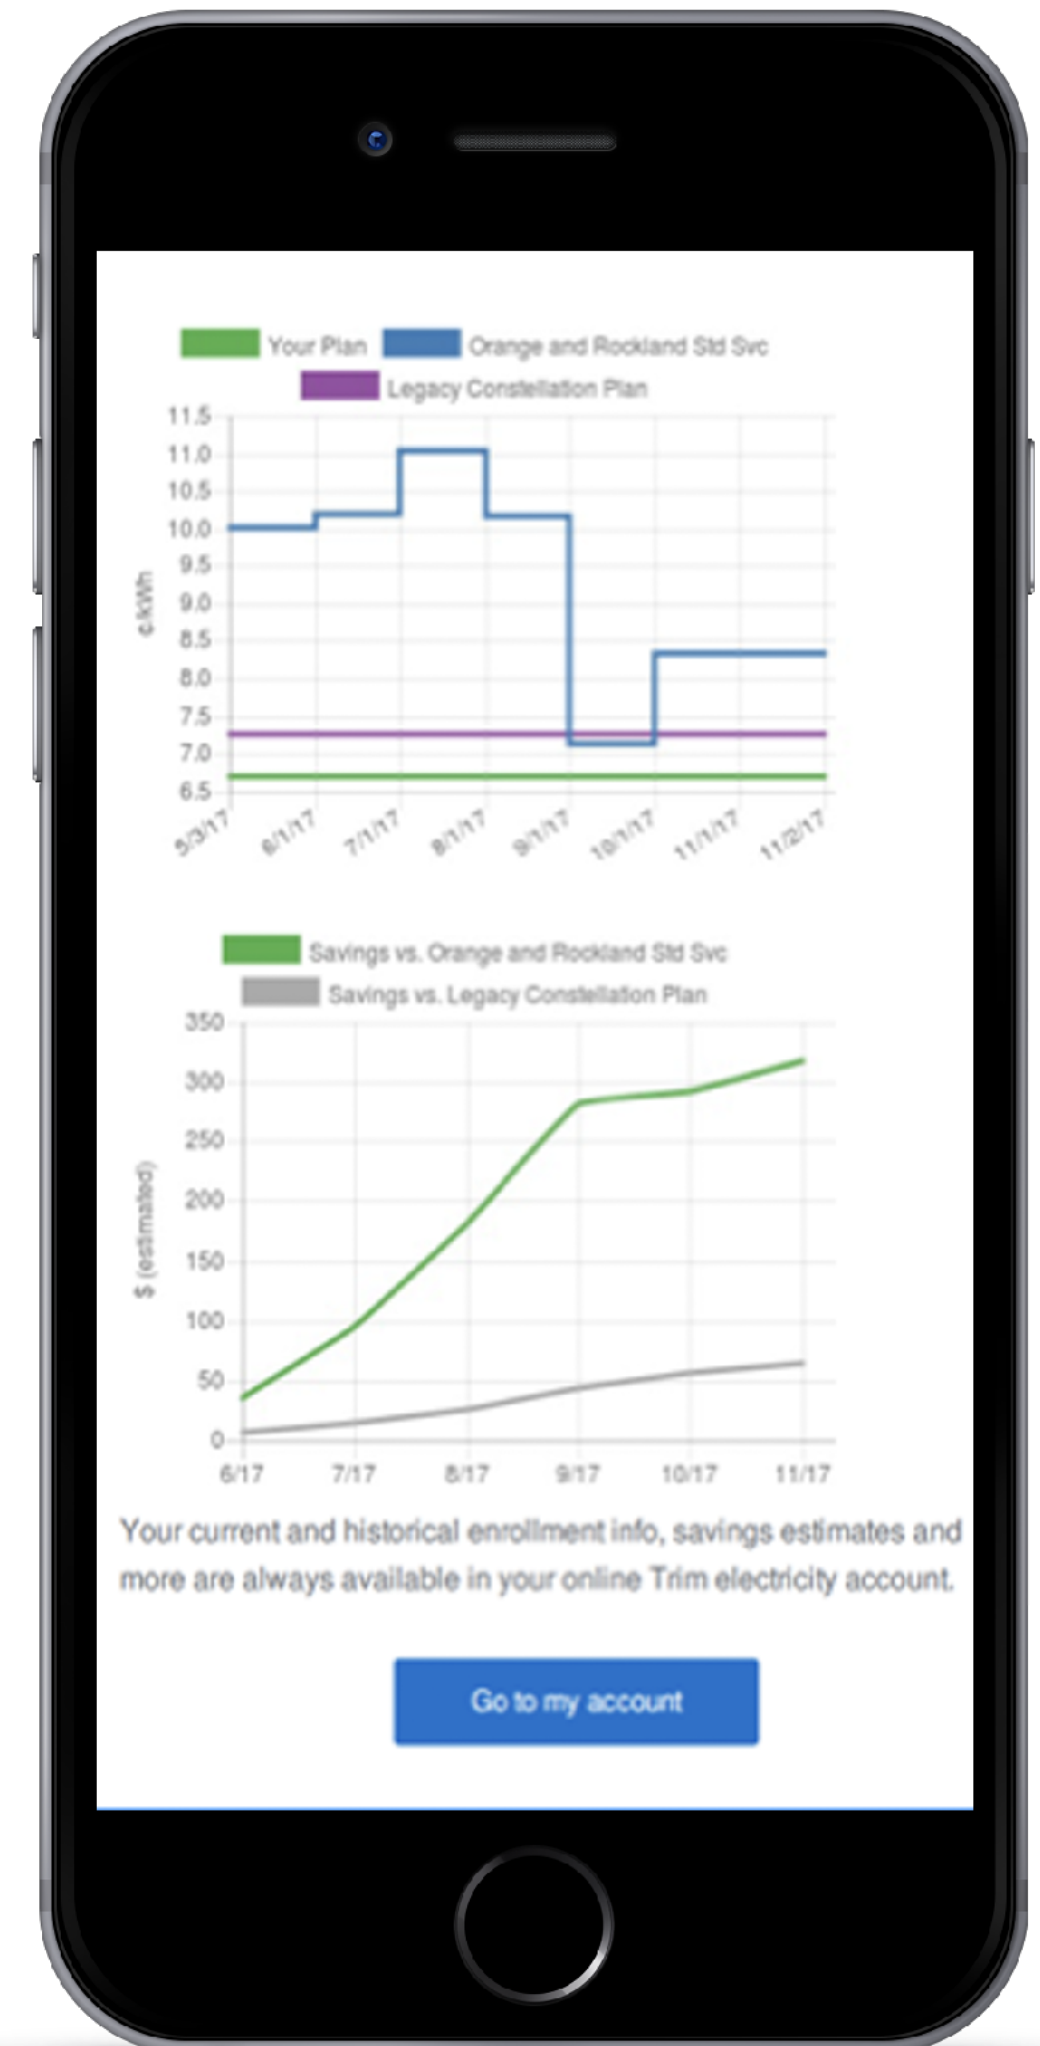 Your Plan Orange and Rockland Std Svc
Legacy Constellation Plan
11.5
11.0
10.5
10.0
9.5
9.0
8.5
8.0
7.5
7.0
6.5
¢/kWh
5/3/17 6/1/17 7/1/17 8/1/17 9/1/17 10/1/17 11/1/17 11/2/17
Savings vs. Orange and Rockland Std Svc
Savings vs. Legacy Constellation Plan
350
300
250
200
150
100
50
0
$ (estimated)
6/17 7/17 8/17 9/17 10/17 11/17
Your current and historical enrollment info, savings estimates and
more are always available in your online Trim electricity account.
Go to my account